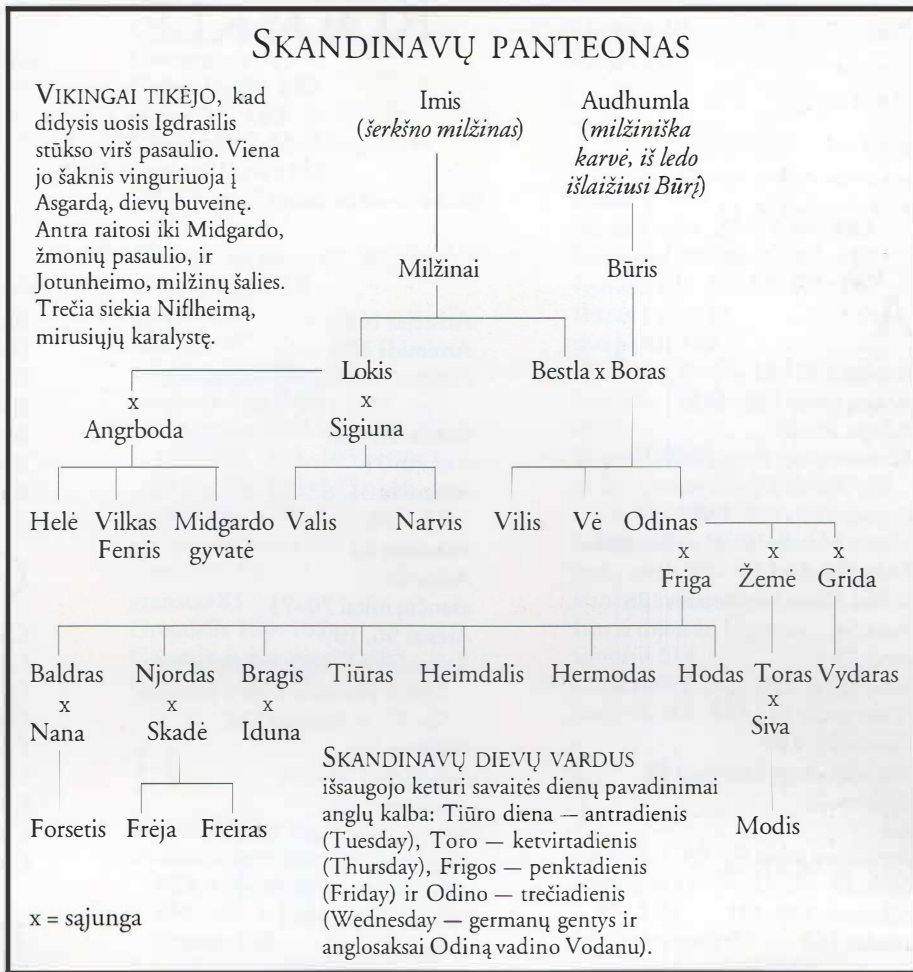 SKANDINAVŲ PANTEONAS
VIKINGAI TIKĖJO, kad
didysis uosis Igdrasilis
stūkso virš pasaulio. Viena
jo šaknis vinguriuoja į
Asgardą, dievų buveinę.
Antra raitosi iki Midgardo,
žmonių pasaulio, ir
Jotunheimo, milžinų šalies.
Trečia siekia Niflheimą,
mirusiųjų karalystę.
Imis
(šerkšno milžinas)
Audhumla
(milžiniška
karvė, iš ledo
išlaižiusi Būrį)
Milžinai
Būris
Lokis
Bestla x Boras
x
x
Angrboda
Sigiuna
Helė
Vilkas
Fenris
Midgardo
gyvatė
Valis
Narvis
Vilis
Vė
Odinas
x
x
x
Friga
Žemė
Grida
Baldras
Njordas
Bragis
Tiūras
Heimdalis
Hermodas
Hodas
Toras
Vydaras
x
x
x
x
Nana
Skadė
Iduna
Siva
Forsetis
Frėja
Freiras
Modis
SKANDINAVŲ DIEVŲ VARDUS
išsaugojo keturi savaitės dienų pavadinimai
anglų kalba: Tiūro diena — antradienis
(Tuesday), Toro — ketvirtadienis
(Thursday), Frigos — penktadienis
(Friday) ir Odino — trečiadienis
(Wednesday — germanų gentys ir
anglosaksai Odiną vadino Vodanu).
x = sąjunga